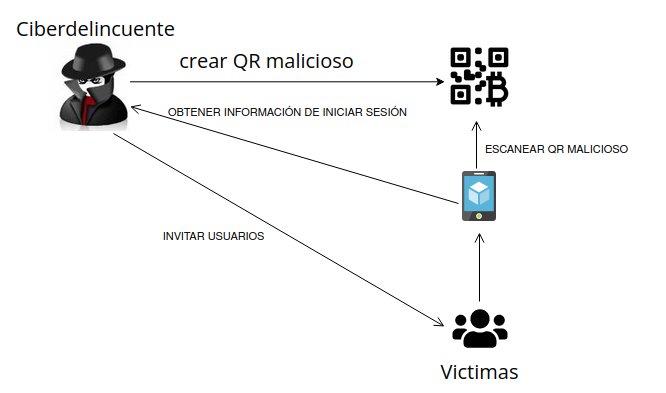 Ciberdelincuente
crear QR malicioso
OBTENER INFORMACIÓN DE INICIAR SESIÓN
ESCANEAR QR MALICIOSO
INVITAR USUARIOS
Victimas